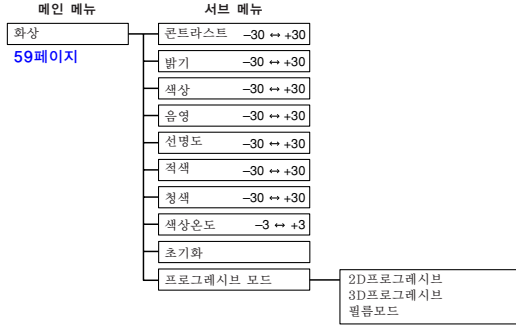 메인 메뉴 서브 메뉴
화상
59페이지
콘트라스트 –30 ↔ +30
밝기 –30 ↔ +30
색상 –30 ↔ +30
음영 –30 ↔ +30
선명도 –30 ↔ +30
적색 –30 ↔ +30
청색 –30 ↔ +30
색상온도 –3 ↔ +3
초기화
프로그레시브 모드
2D프로그레시브
3D프로그레시브
필름모드